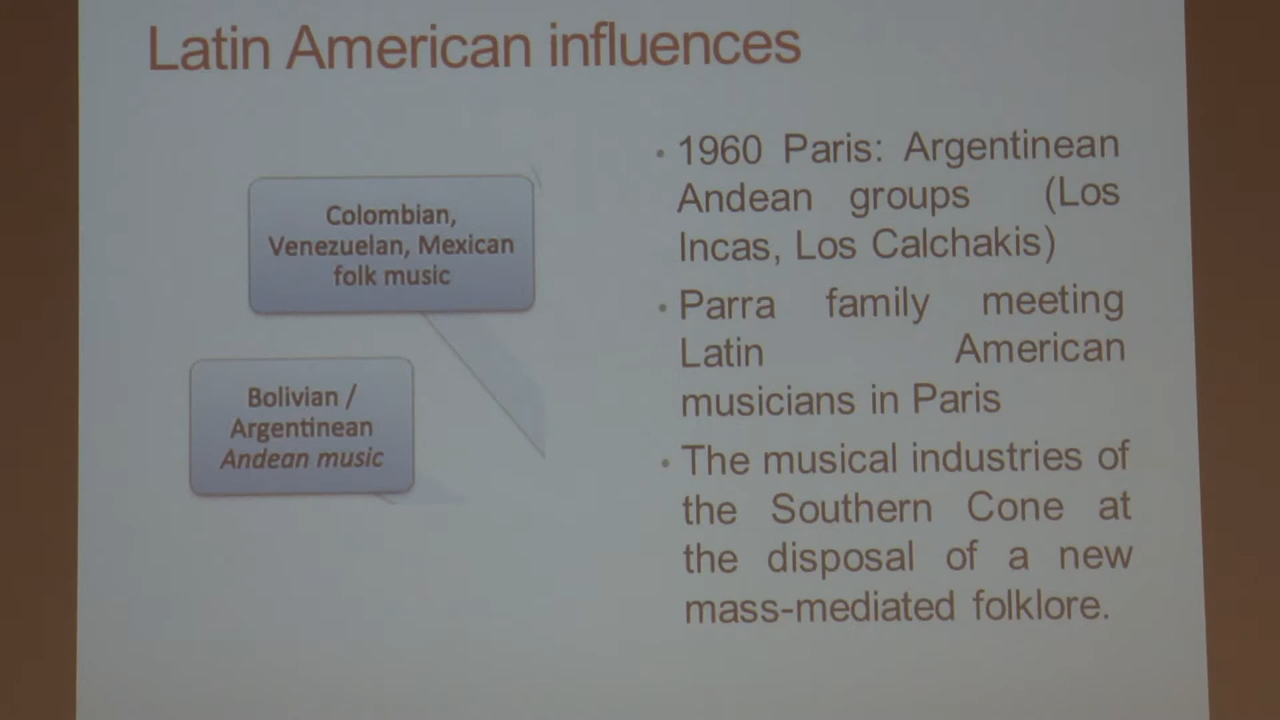 Latin American influences
Colombian,
Venezuelan, Mexican
folk music
Bolivian /
Argentinean
Andean music
• 1960 Paris: Argentinean
Andean groups (Los
Incas, Los Calchakis)
• Parra family meeting
Latin American
musicians in Paris
• The musical industries of
the Southern Cone at
the disposal of a new
mass-mediated folklore.